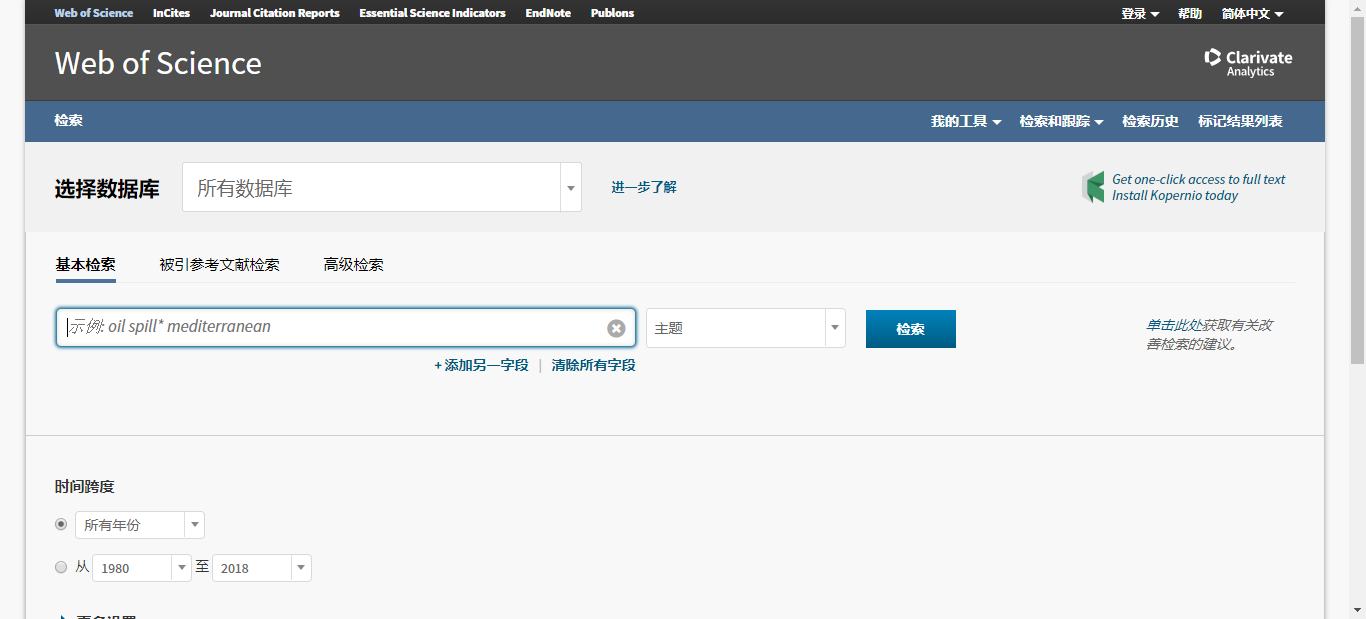 Web of Science InCites Journal Citation Reports Essential Science Indicators EndNote Publons 登录 帮助 简体中文
Web of Science
Clarivate
Analytics
检索 我的工具 检索和跟踪 检索历史 标记结果列表
选择数据库 所有数据库 进一步了解
Get one-click access to full text
Install Kopernio today
基本检索 被引参考文献检索 高级检索
示例: oil spill* mediterranean 主题 检索
单击此处获取有关改
善检索的建议。
+ 添加另一字段 | 清除所有字段
时间跨度
所有年份
从 1980 至 2018
更多设置